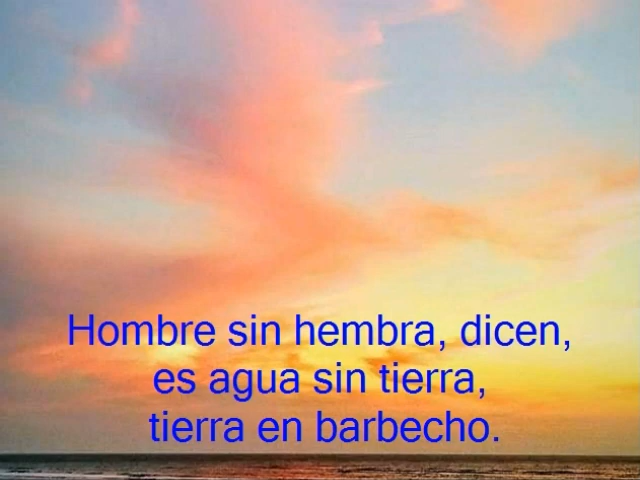 Hombre sin hembra, dicen,
es agua sin tierra,
tierra en barbecho.